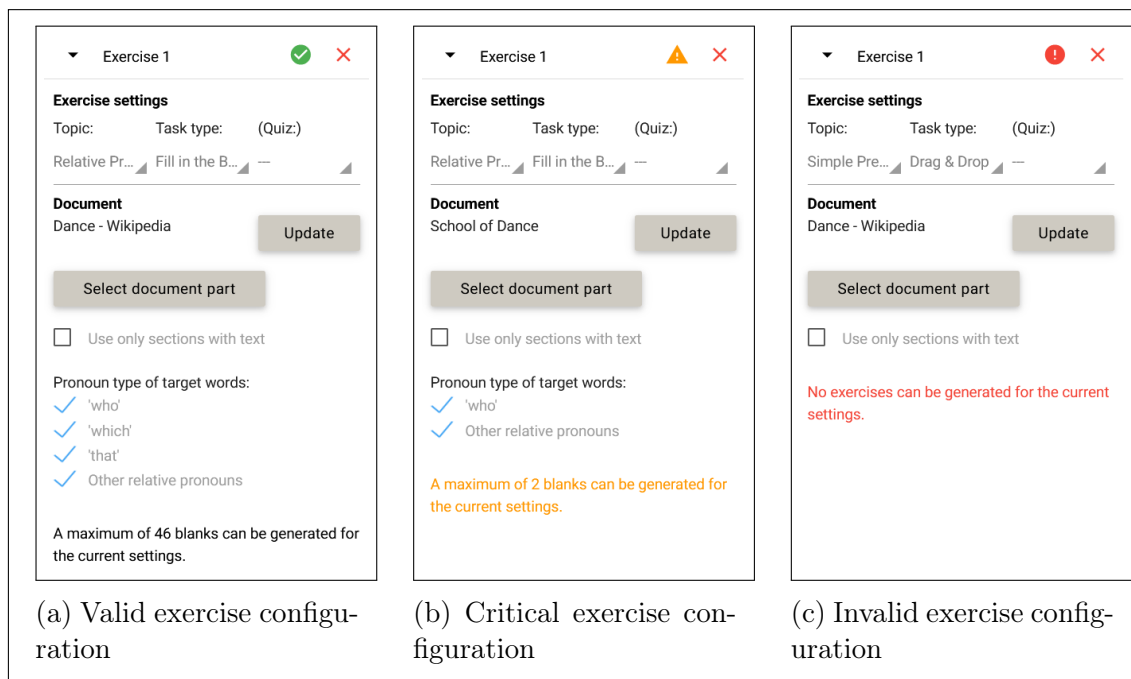 Exercise 1
Exercise settings
Topic: Task type: (Quiz:)
Relative Pr... Fill in the B... ---
Document
Dance - Wikipedia
Update
Select document part
Use only sections with text
Pronoun type of target words:
'who'
'which'
'that'
Other relative pronouns
A maximum of 46 blanks can be generated for
the current settings.
(a) Valid exercise configu-
ration
Exercise 1
Exercise settings
Topic: Task type: (Quiz:)
Relative Pr... Fill in the B... ---
Document
School of Dance
Update
Select document part
Use only sections with text
Pronoun type of target words:
'who'
Other relative pronouns
A maximum of 2 blanks can be generated for
the current settings.
(b) Critical exercise con-
figuration
Exercise 1
Exercise settings
Topic: Task type: (Quiz:)
Simple Pre... Drag & Drop ---
Document
Dance - Wikipedia
Update
Select document part
Use only sections with text
No exercises can be generated for the current
settings.
(c) Invalid exercise config-
uration